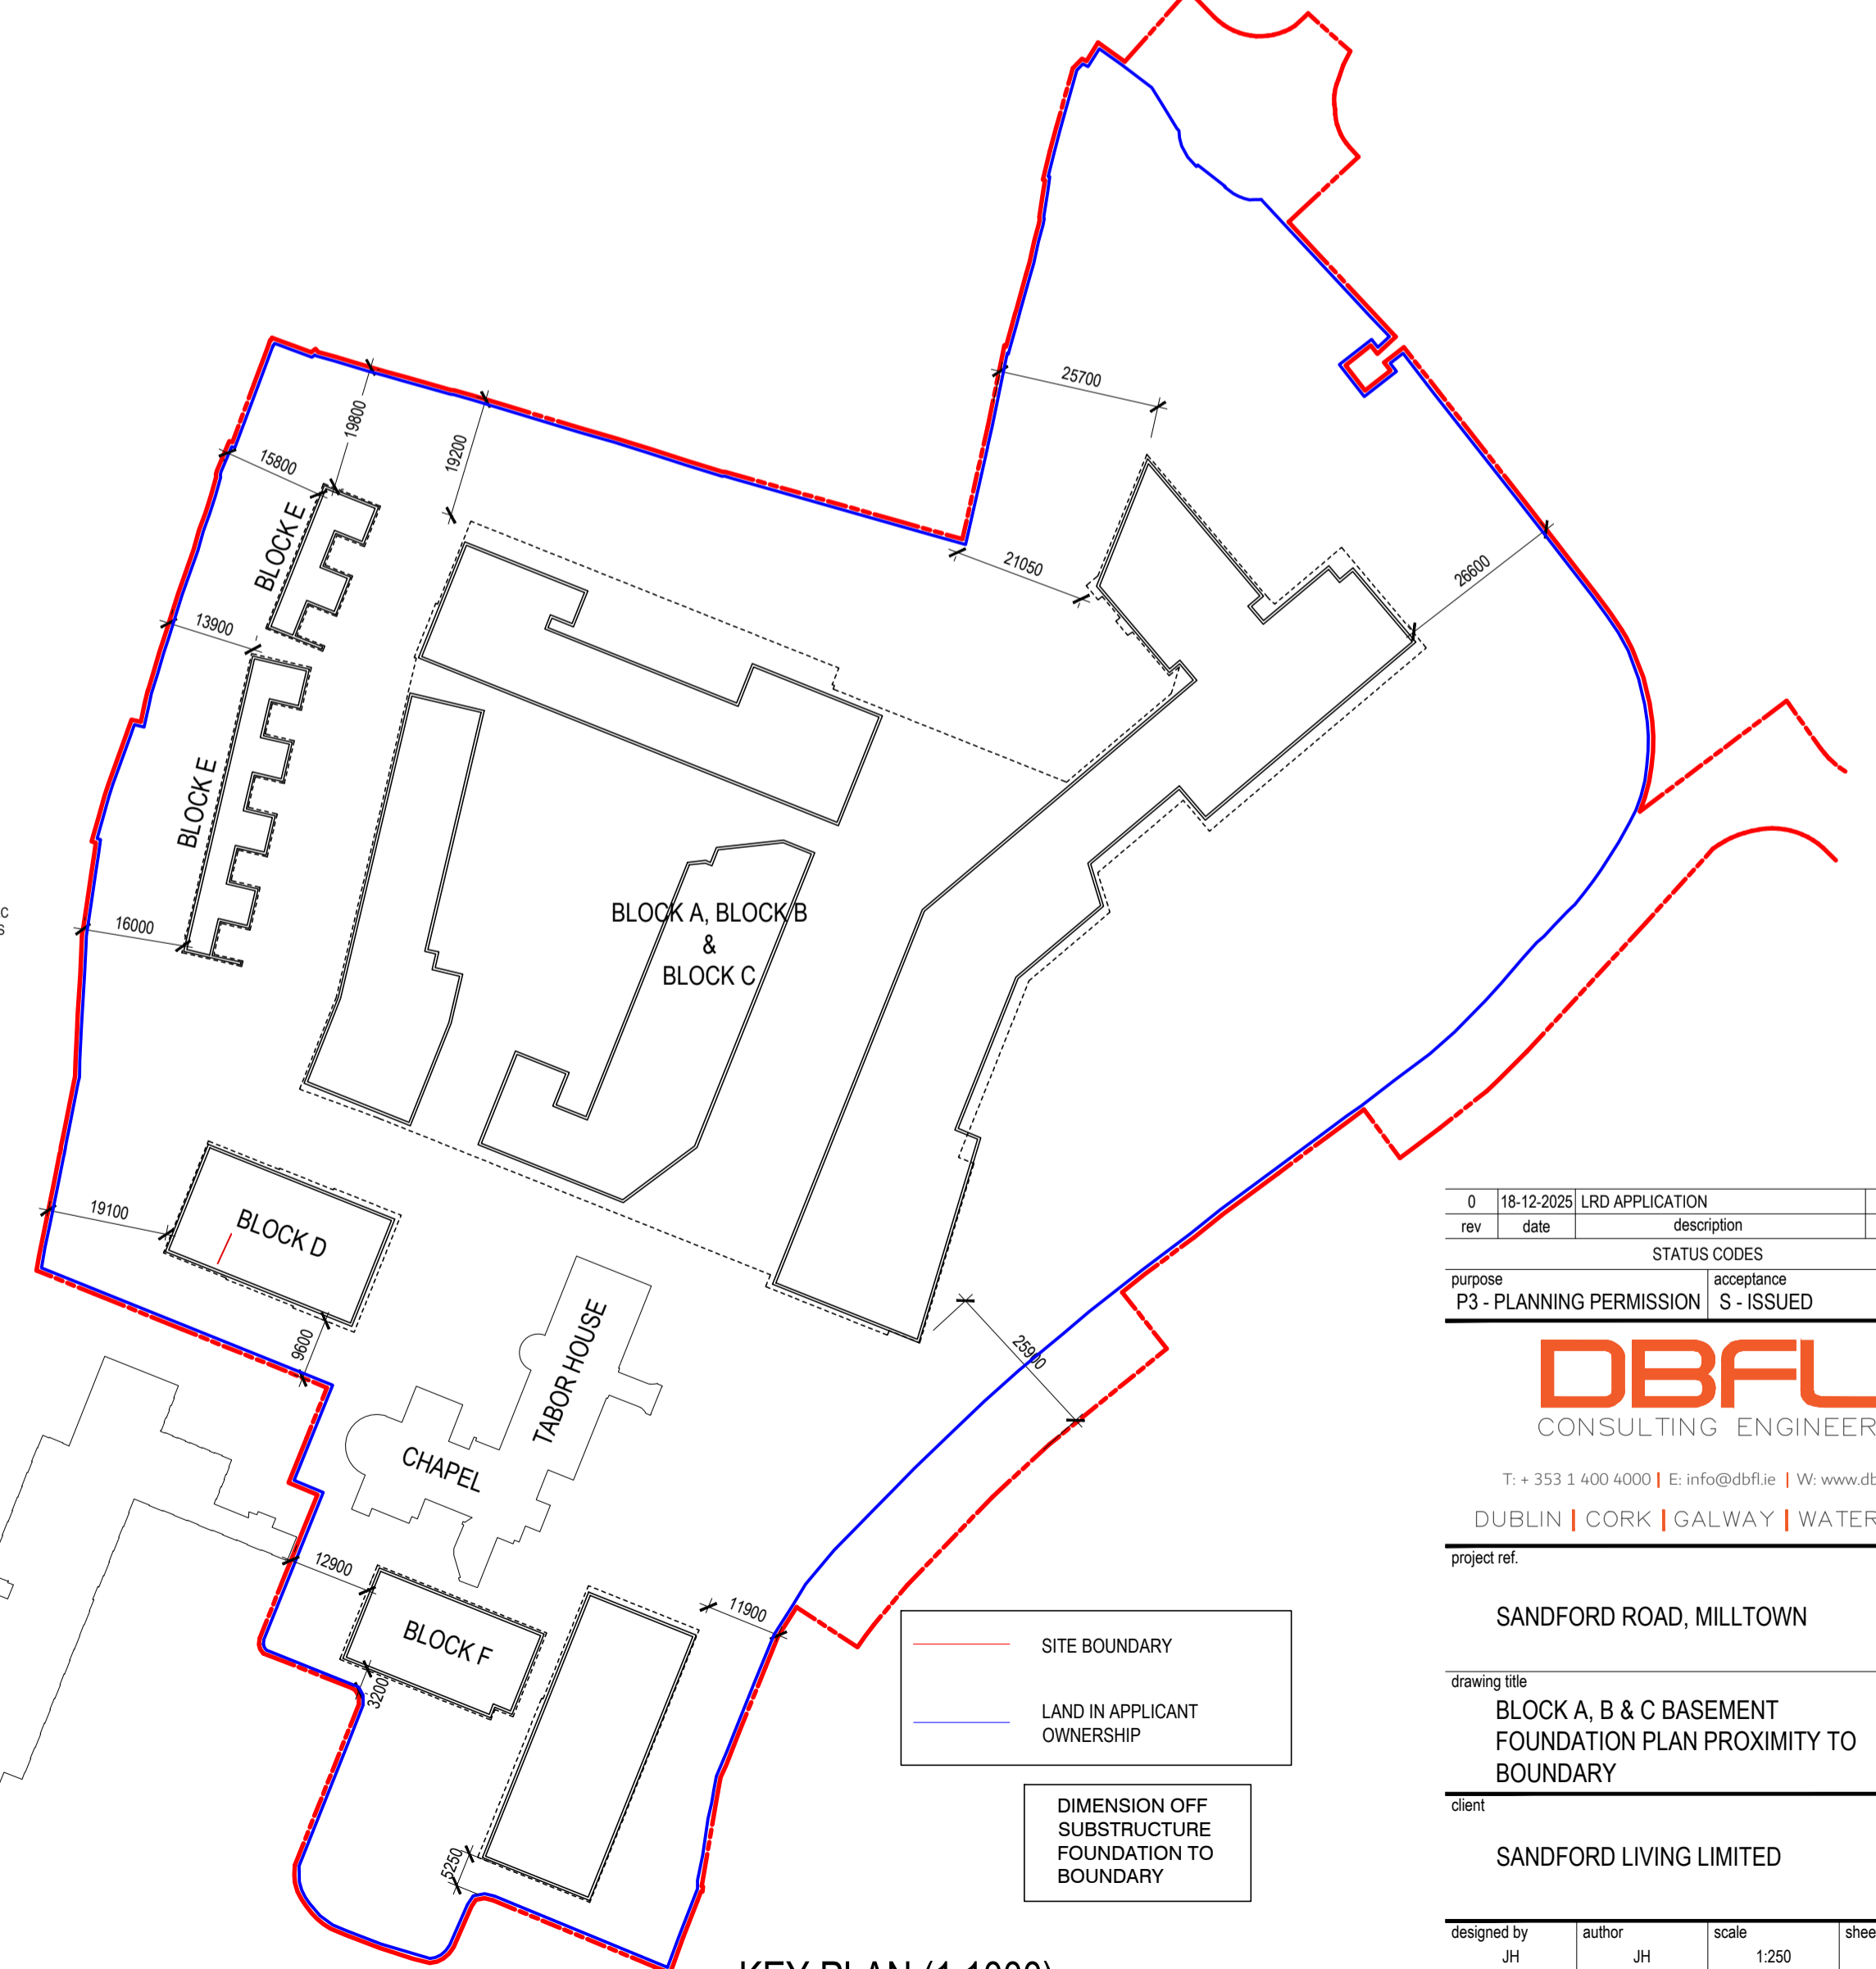 25700
19800
19200
15800
BLOCK E
21050
26600
13900
BLOCK E
BLOCK A, BLOCK B
&
BLOCK C
16000
19100
BLOCK D
9600
TABOR HOUSE
CHAPEL
25900
12900
BLOCK F
3200
11900
5250
SITE BOUNDARY
LAND IN APPLICANT
OWNERSHIP
DIMENSION OFF
SUBSTRUCTURE
FOUNDATION TO
BOUNDARY
0 18-12-2025 LRD APPLICATION
rev date description
STATUS CODES
purpose acceptance
P3 - PLANNING PERMISSION S - ISSUED
DBFL
CONSULTING ENGINEER
T: + 353 1 400 4000 | E: info@dbfl.ie | W: www.db
DUBLIN | CORK | GALWAY | WATER
project ref.
SANDFORD ROAD, MILLTOWN
drawing title
BLOCK A, B & C BASEMENT
FOUNDATION PLAN PROXIMITY TO
BOUNDARY
client
SANDFORD LIVING LIMITED
designed by author scale shee
JH JH 1:250